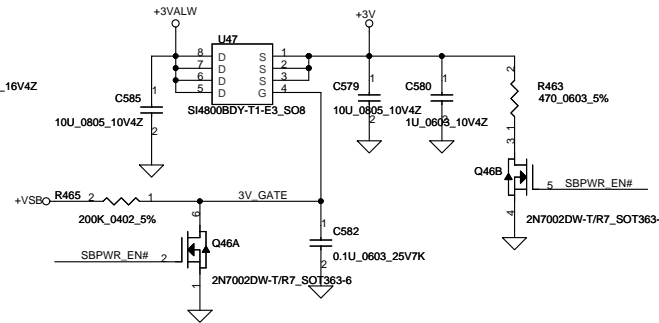 +3VALW
+3V
U47
8 D S 1
7 D S 2
6 D S 3
5 D G 4
SI4800BDY-T1-E3_SO8
_16V4Z
1
C585
10U_0805_10V4Z
2
1
C579
10U_0805_10V4Z
2
1
C580
1U_0603_10V4Z
2
2
R463
470_0603_5%
1
3
Q46B
5
SBPWR_EN#
4
2N7002DW-T/R7_SOT363-
+VSB
R465
2
1
200K_0402_5%
3V_GATE
6
Q46A
SBPWR_EN#
2
1
2N7002DW-T/R7_SOT363-6
1
C582
0.1U_0603_25V7K
2